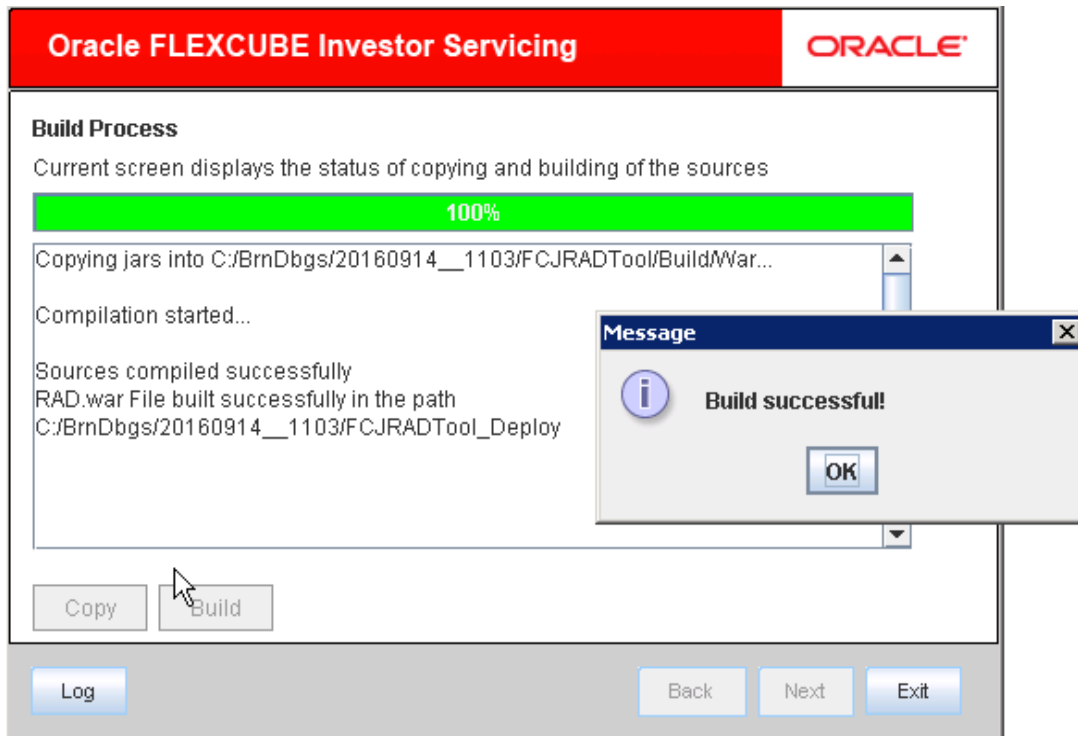 Oracle FLEXCUBE Investor Servicing
ORACLE
Build Process
Current screen displays the status of copying and building of the sources
100%
Copying jars into C:/BrnDbgs/20160914__1103/FCJRADTool/Build/War...
Compilation started...
Sources compiled successfully
RAD.war File built successfully in the path
C:/BrnDbgs/20160914__1103/FCJRADTool_Deploy
Message
Build successful!
OK
Copy
Build
Log
Back
Next
Exit